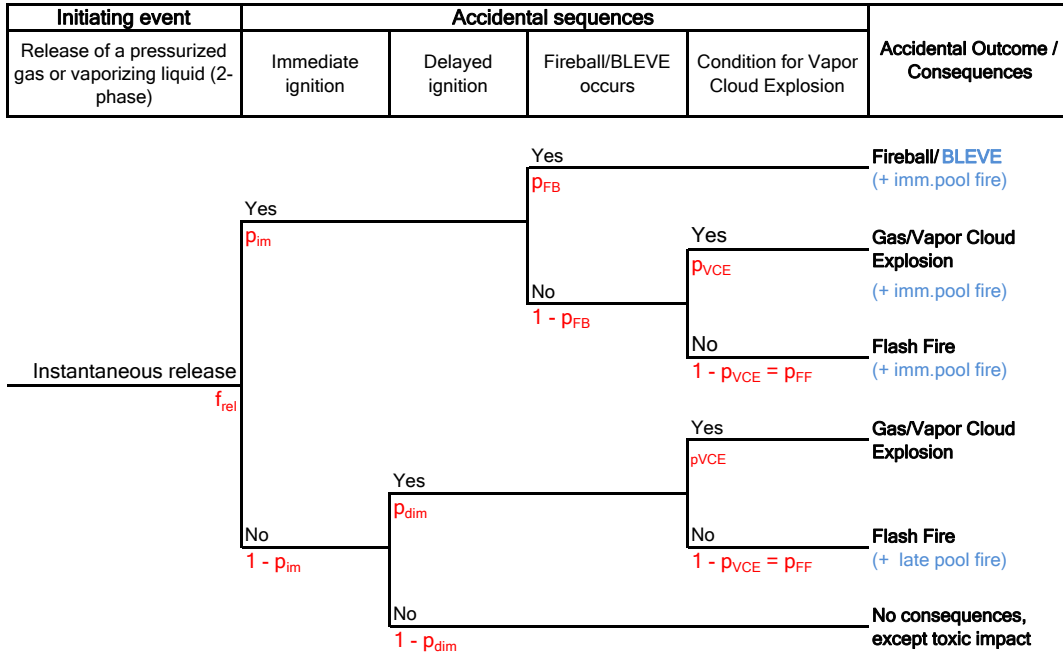 Initiating event
Accidental sequences
Accidental Outcome /
Consequences
Release of a pressurized
gas or vaporizing liquid (2-
phase)
Immediate
ignition
Delayed
ignition
Fireball/BLEVE
occurs
Condition for Vapor
Cloud Explosion
Yes
pFB
Fireball/ BLEVE
(+ imm.pool fire)
Yes
pim
Yes
pVCE
Gas/Vapor Cloud
Explosion
(+ imm.pool fire)
No
1 - pFB
No
1 - pVCE = pFF
Flash Fire
(+ imm.pool fire)
Instantaneous release
frel
Yes
pVCE
Gas/Vapor Cloud
Explosion
Yes
pdim
No
1 - pim
No
1 - pVCE = pFF
Flash Fire
(+ late pool fire)
No
1 - pdim
No consequences,
except toxic impact